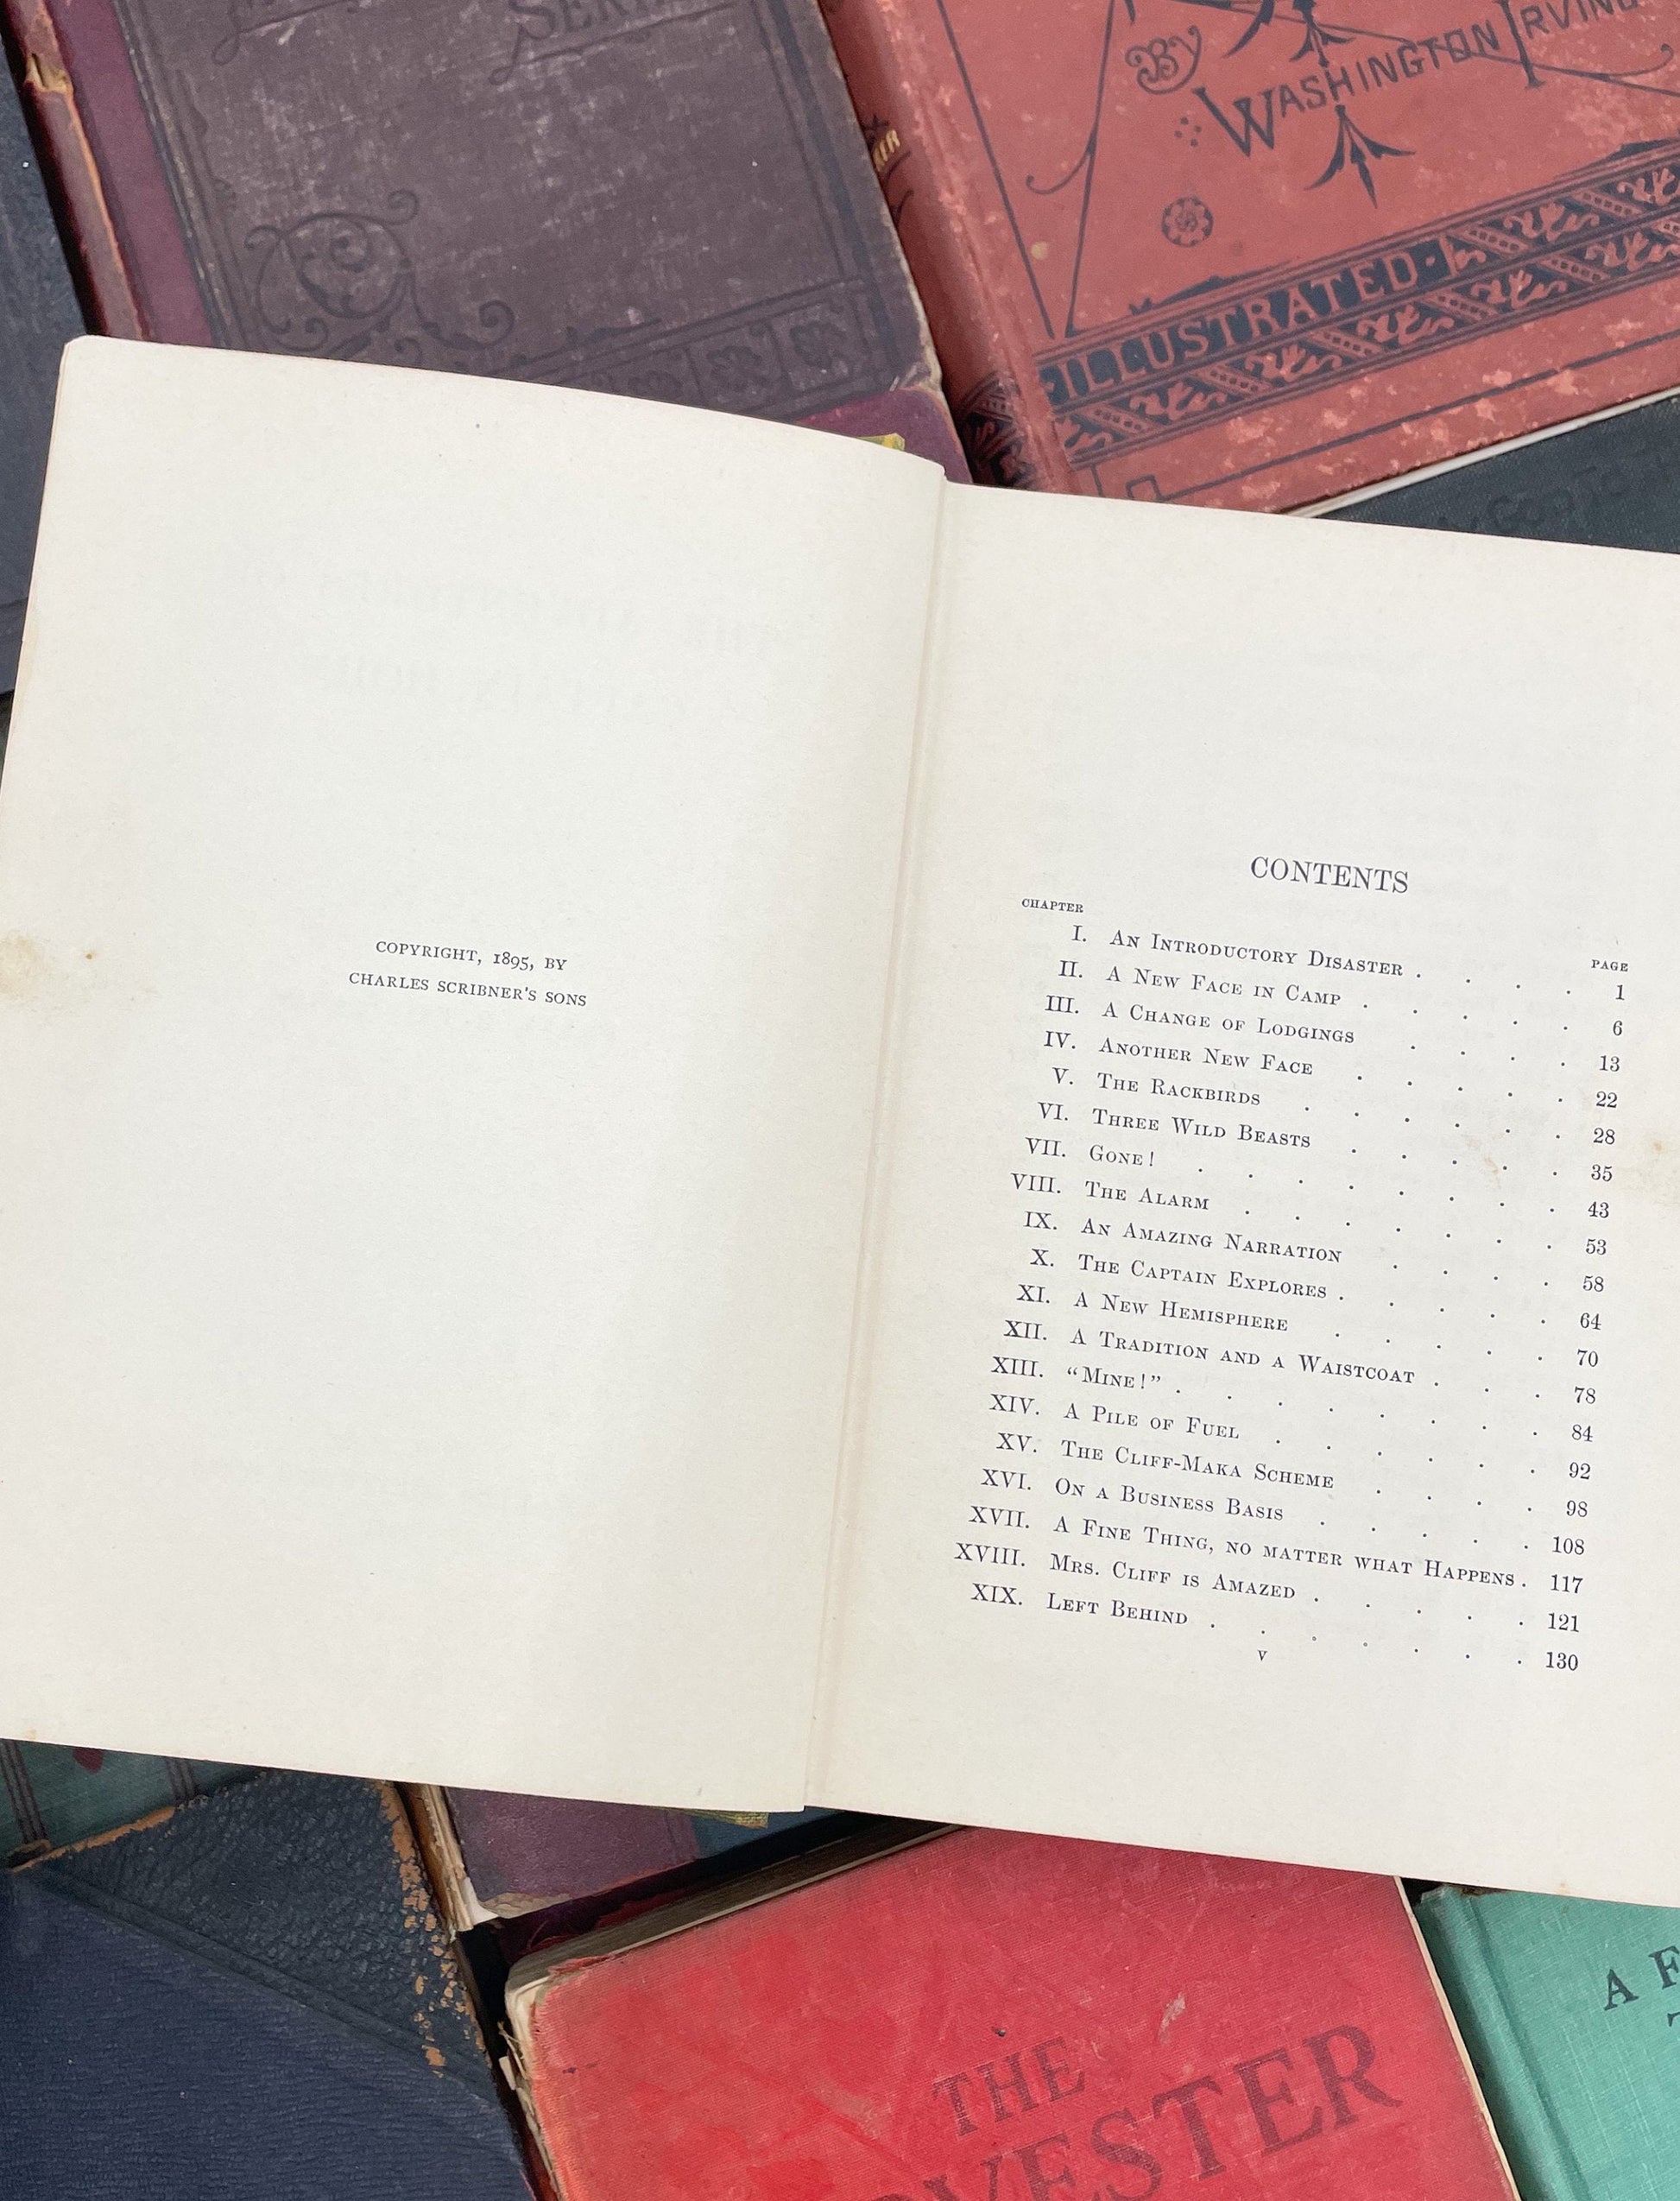 SERI
BY
WASHINGTON IRVING
ILLUSTRATED
COPYRIGHT, 1895, BY
CHARLES SCRIBNER'S SONS
CONTENTS
CHAPTER PAGE
I. AN INTRODUCTORY DISASTER . . . . 1
II. A NEW FACE IN CAMP . . . . . 6
III. A CHANGE OF LODGINGS . . . . 13
IV. ANOTHER NEW FACE . . . . . 22
V. THE RACKBIRDS . . . . . . 28
VI. THREE WILD BEASTS . . . . . 35
VII. GONE! . . . . . . . . 43
VIII. THE ALARM . . . . . . . 53
IX. AN AMAZING NARRATION . . . . 58
X. THE CAPTAIN EXPLORES . . . . . 64
XI. A NEW HEMISPHERE . . . . . 70
XII. A TRADITION AND A WAISTCOAT . . . . 78
XIII. "MINE!" . . . . . . . . 84
XIV. A PILE OF FUEL . . . . . . 92
XV. THE CLIFF-MAKA SCHEME . . . . 98
XVI. ON A BUSINESS BASIS . . . . . 108
XVII. A FINE THING, NO MATTER WHAT HAPPENS . 117
XVIII. MRS. CLIFF IS AMAZED . . . . . 121
XIX. LEFT BEHIND . . . . . . . 130
v
THE
VESTER
A